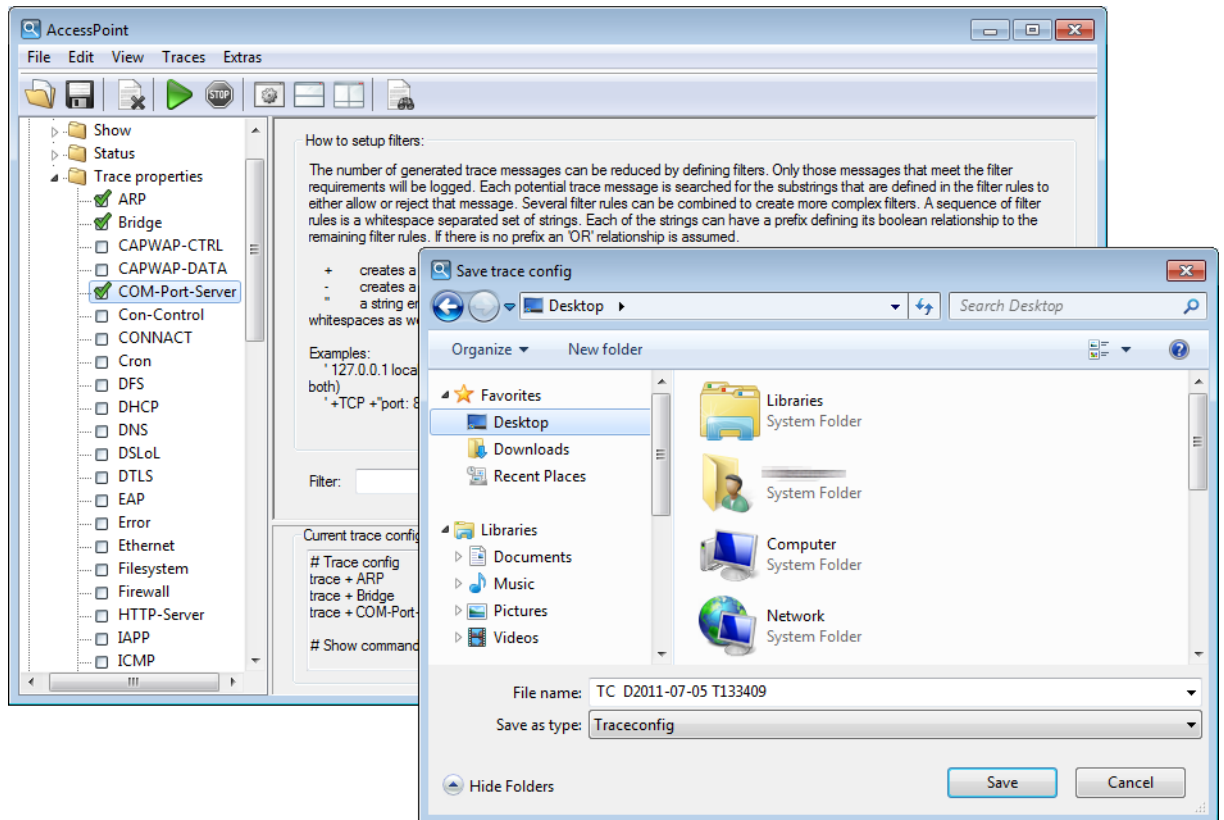 AccessPoint
File Edit View Traces Extras
STOP
Show
Status
Trace properties
ARP
Bridge
CAPWAP-CTRL
CAPWAP-DATA
COM-Port-Server
Con-Control
CONNACT
Cron
DFS
DHCP
DNS
DSLoL
DTLS
EAP
Error
Ethernet
Filesystem
Firewall
HTTP-Server
IAPP
ICMP
How to setup filters:
The number of generated trace messages can be reduced by defining filters. Only those messages that meet the filter
requirements will be logged. Each potential trace message is searched for the substrings that are defined in the filter rules to
either allow or reject that message. Several filter rules can be combined to create more complex filters. A sequence of filter
rules is a whitespace separated set of strings. Each of the strings can have a prefix defining its boolean relationship to the
remaining filter rules. If there is no prefix an 'OR' relationship is assumed.
+ creates a
- creates a
" a string en
whitespaces as we
Examples:
' 127.0.0.1 loca
both)
' +TCP +"port: 8
Filter:
Current trace config
# Trace config
trace + ARP
trace + Bridge
trace + COM-Port-
# Show command
Save trace config
Desktop
Search Desktop
Organize New folder
Favorites
Desktop
Downloads
Recent Places
Libraries
Documents
Music
Pictures
Videos
Libraries
System Folder
System Folder
Computer
System Folder
Network
System Folder
File name: TC D2011-07-05 T133409
Save as type: Traceconfig
Hide Folders
Save
Cancel